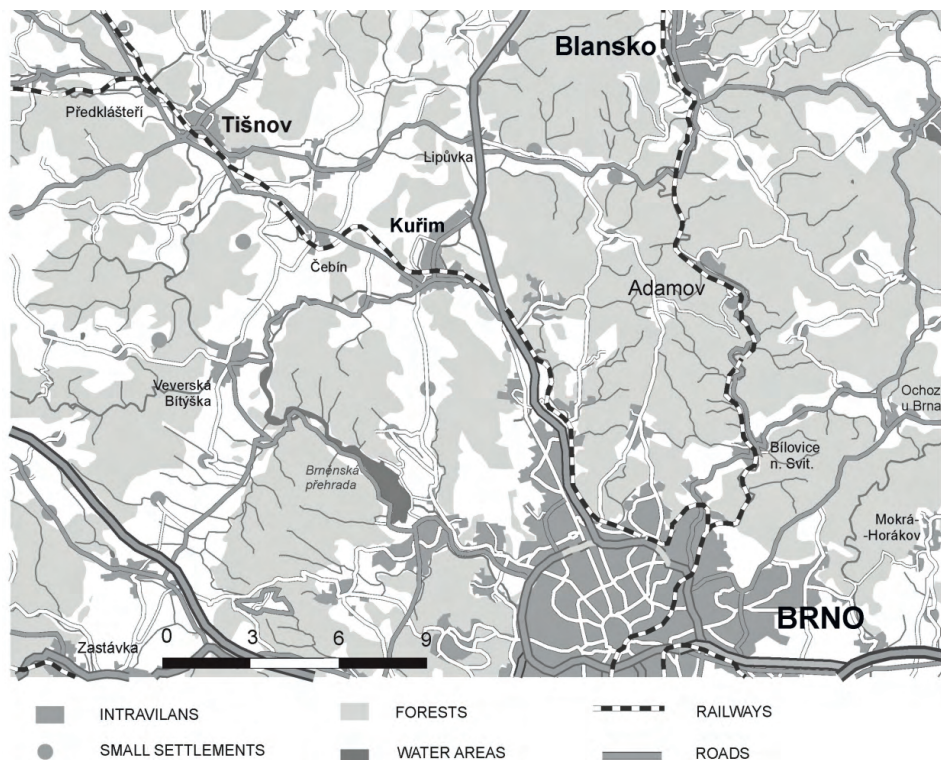 Blansko
Předklášteří
Tišnov
Lipůvka
Kuřim
Čebín
Adamov
Veverská
Bítýška
Ochoz
u Brna
Bílovice
n. Svit.
Brněnská
přehrada
Mokrá-
-Horákov
BRNO
Zastávka
0 3 6 9
INTRAVILANS
FORESTS
RAILWAYS
SMALL SETTLEMENTS
WATER AREAS
ROADS